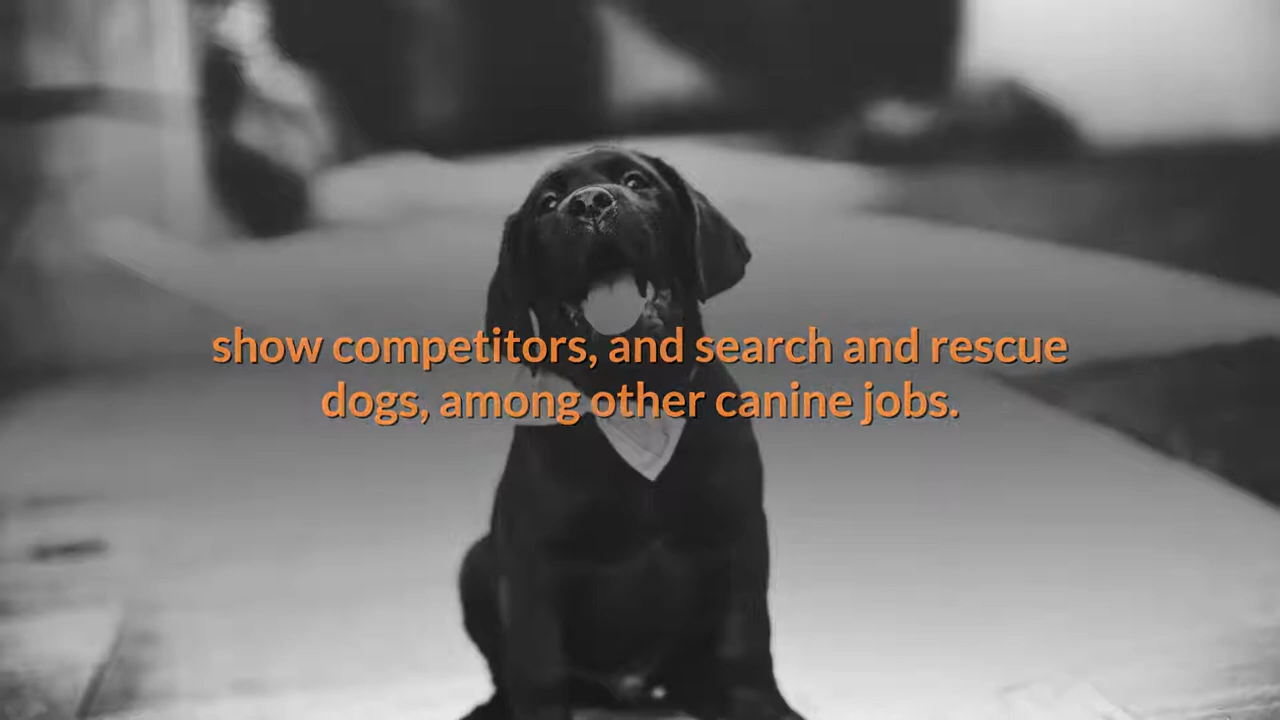 show competitors, and search and rescue
dogs, among other canine jobs.